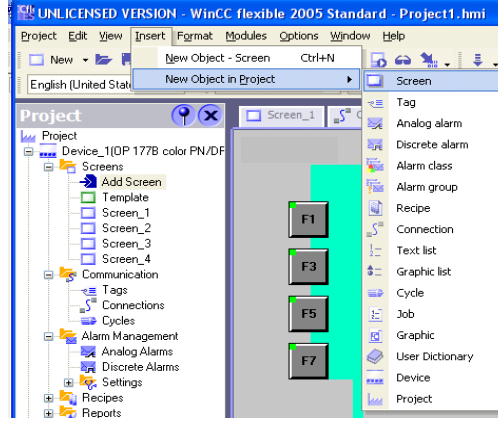 UNLICENSED VERSION - WinCC flexible 2005 Standard - Project1.hmi
Project Edit View Insert Format Modules Options Window Help
New
New Object - Screen Ctrl+N
New Object in Project
English (United Stat
Screen
Tag
Analog alarm
Discrete alarm
Alarm class
Alarm group
Recipe
Connection
Text list
Graphic list
Cycle
Job
Graphic
User Dictionary
Device
Project
Project
Screen_1
Project
Device_1(OP 177B color PN/DF
Screens
Add Screen
Template
Screen_1
Screen_2
Screen_3
Screen_4
Communication
Tags
Connections
Cycles
Alarm Management
Analog Alarms
Discrete Alarms
Settings
Recipes
Reports
F1
F3
F5
F7